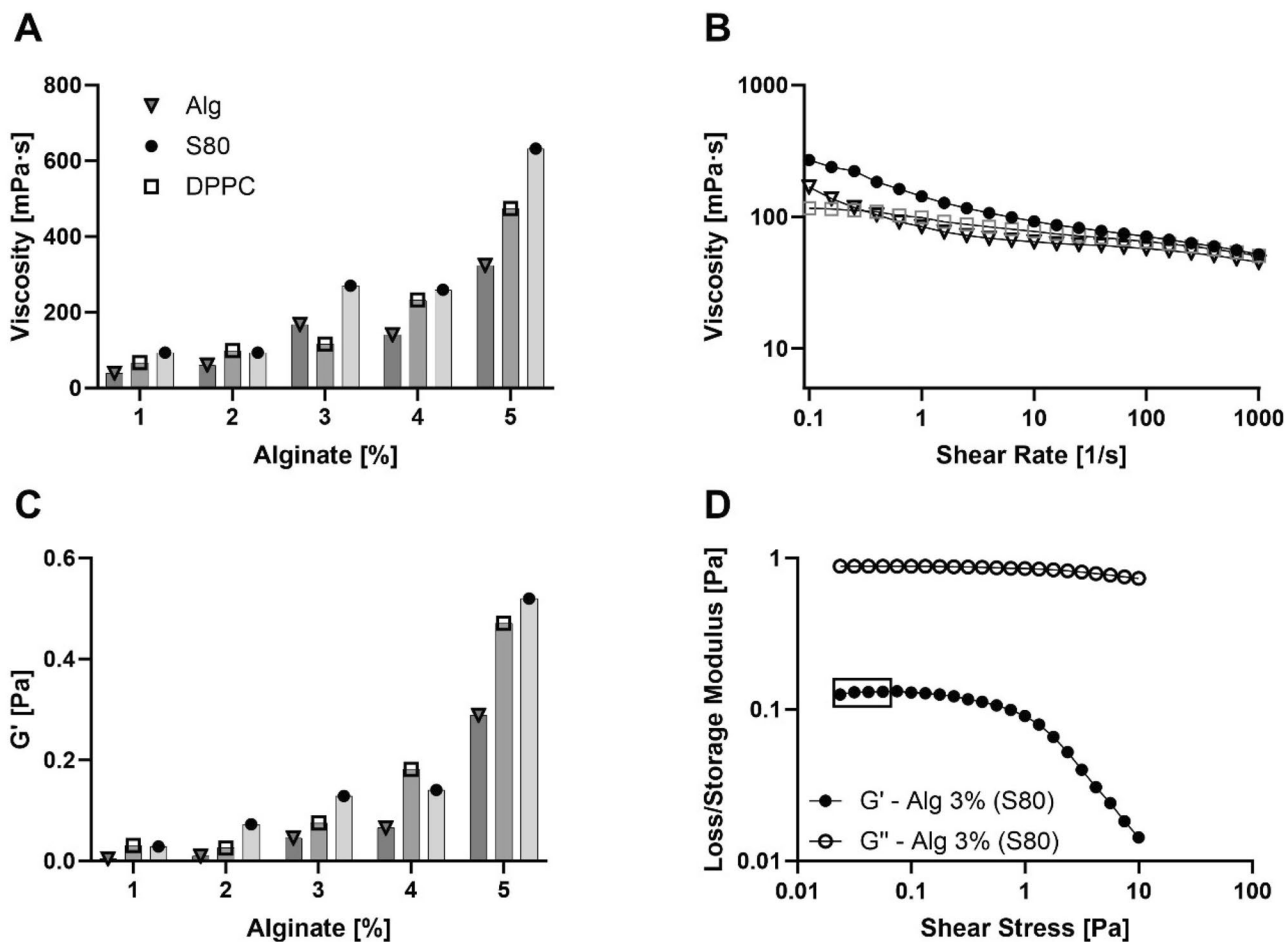 A
800
600
400
200
0
Viscosity [mPa·s]
Alg
S80
DPPC
1 2 3 4 5
Alginate [%]
B
1000
100
10
Viscosity [mPa·s]
0.1 1 10 100 1000
Shear Rate [1/s]
C
0.6
0.4
0.2
0.0
G' [Pa]
1 2 3 4 5
Alginate [%]
D
1
0.1
0.01
Loss/Storage Modulus [Pa]
G' - Alg 3% (S80)
G'' - Alg 3% (S80)
0.01 0.1 1 10 100
Shear Stress [Pa]